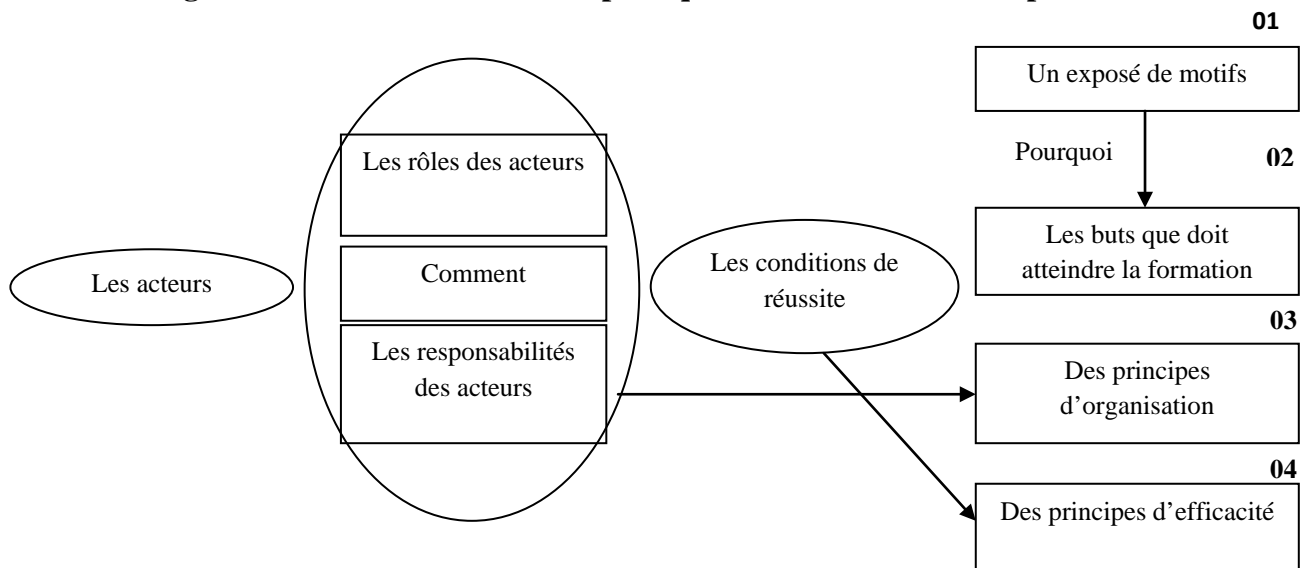 01
Un exposé de motifs
Pourquoi
02
Les rôles des acteurs
Les buts que doit
atteindre la formation
Les acteurs
Comment
Les conditions de
réussite
03
Les responsabilités
des acteurs
Des principes
d’organisation
04
Des principes d’efficacité